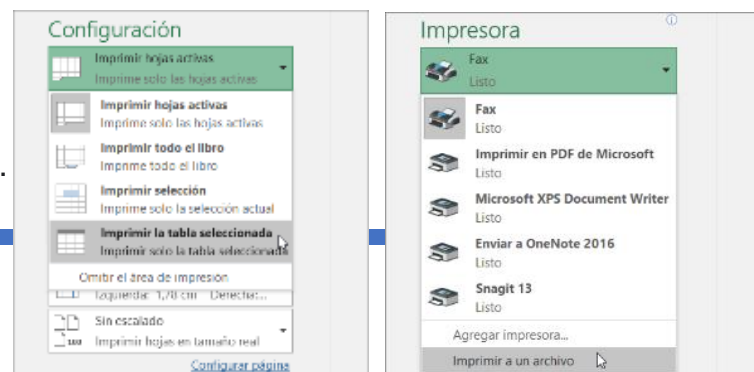 Configuración
Imprimir hojas activas
Imprime solo las hojas activas
Imprimir hojas activas
Imprime solo las hojas activas
Imprimir todo el libro
Imprime todo el libro
Imprimir selección
Imprime solo la selección actual
Imprimir la tabla seleccionada
Imprimir solo la tabla seleccionada
Omitir el área de impresión
Izquierda: 1,78 cm Derecha:...
Sin escalado
100
Imprimir hojas en tamaño real
Configurar página
Impresora
Fax
Listo
Fax
Listo
Imprimir en PDF de Microsoft
Listo
Microsoft XPS Document Writer
Listo
Enviar a OneNote 2016
Listo
Snagit 13
Listo
Agregar impresora...
Imprimir a un archivo